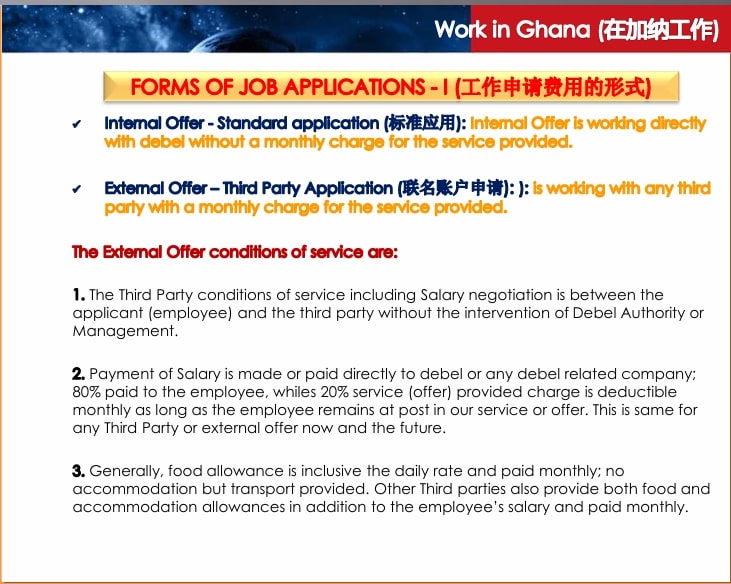 Work in Ghana (在加纳工作)
FORMS OF JOB APPLICATIONS - I (工作申请费用的形式)
✔ Internal Offer - Standard application (标准应用): Internal Offer is working directly
with debel without a monthly charge for the service provided.
✔ External Offer – Third Party Application (联名账户申请): ): is working with any third
party with a monthly charge for the service provided.
The External Offer conditions of service are:
1. The Third Party conditions of service including Salary negotiation is between the
applicant (employee) and the third party without the intervention of Debel Authority or
Management.
2. Payment of Salary is made or paid directly to debel or any debel related company;
80% paid to the employee, whiles 20% service (offer) provided charge is deductible
monthly as long as the employee remains at post in our service or offer. This is same for
any Third Party or external offer now and the future.
3. Generally, food allowance is inclusive the daily rate and paid monthly; no
accommodation but transport provided. Other Third parties also provide both food and
accommodation allowances in addition to the employee's salary and paid monthly.